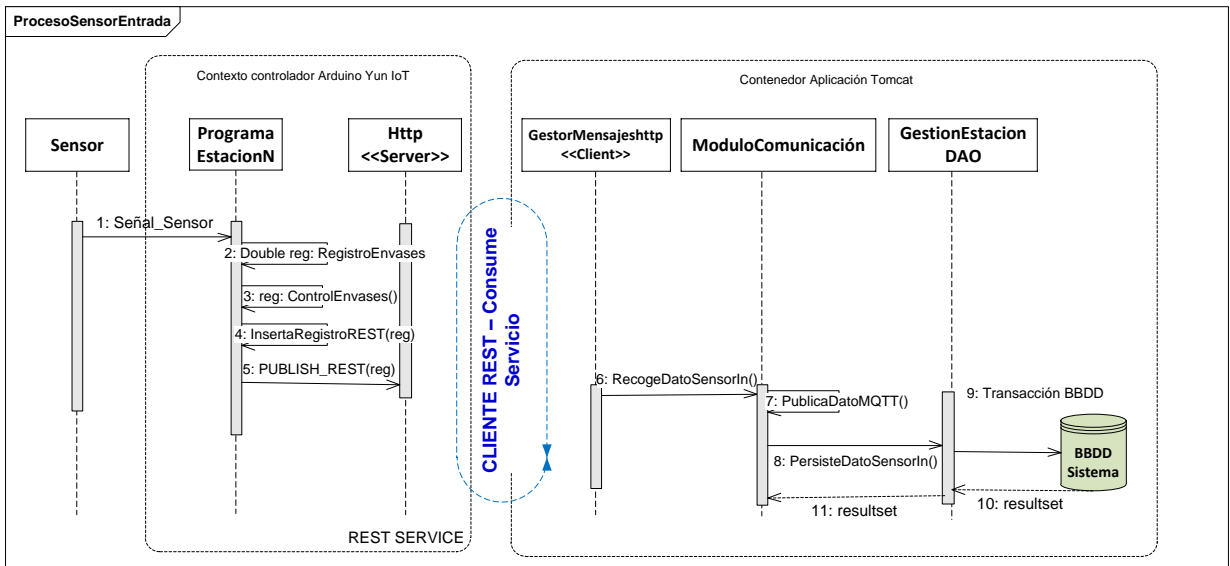 ProcesoSensorEntrada
Contexto controlador Arduino Yun IoT
Contenedor Aplicación Tomcat
Sensor
Programa
EstacionN
Http
<<Server>>
GestorMensajeshttp
<<Client>>
ModuloComunicación
GestionEstacion
DAO
1: Señal_Sensor
2: Double reg: RegistroEnvases
3: reg: ControlEnvases()
4: InsertaRegistroREST(reg)
5: PUBLISH_REST(reg)
CLIENTE REST – Consume
Servicio
6: RecogeDatoSensorIn()
7: PublicaDatoMQTT()
8: PersisteDatoSensorIn()
9: Transacción BBDD
BBDD
Sistema
10: resultset
11: resultset
REST SERVICE